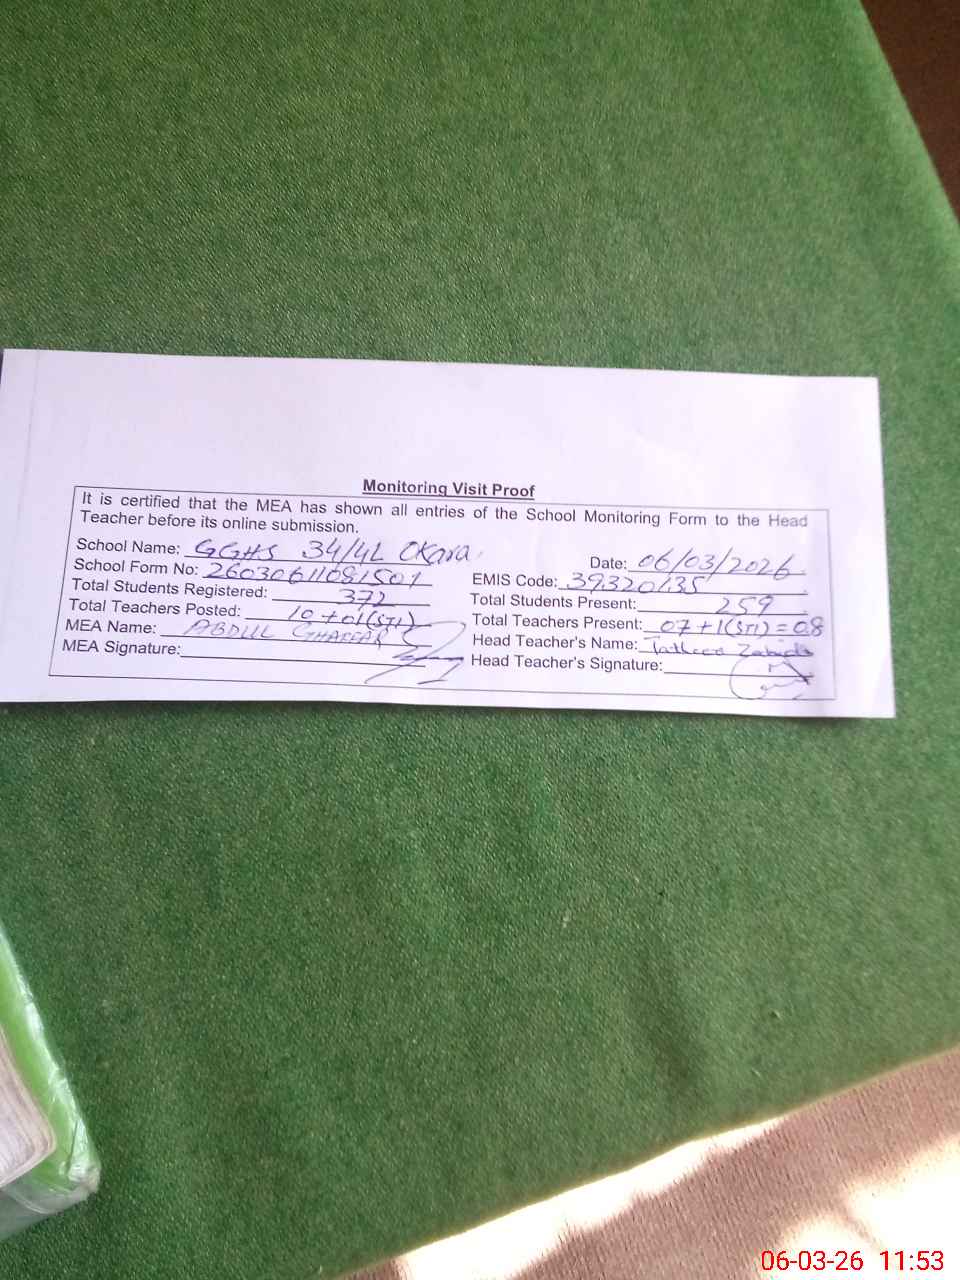 Monitoring Visit Proof
It is certified that the MEA has shown all entries of the School Monitoring Form to the Head
Teacher before its online submission.
School Name: GGHS 34/4L Okara. Date: 06/03/2026
School Form No: 26030611081501 EMIS Code: 39320135
Total Students Registered: 372 Total Students Present: 259
Total Teachers Posted: 10 + 01(STI) Total Teachers Present: 07 + 1(STI) = 08
MEA Name: ABDUL GHAFFAR Head Teacher's Name:
MEA Signature: Head Teacher's Signature:
06-03-26 11:53